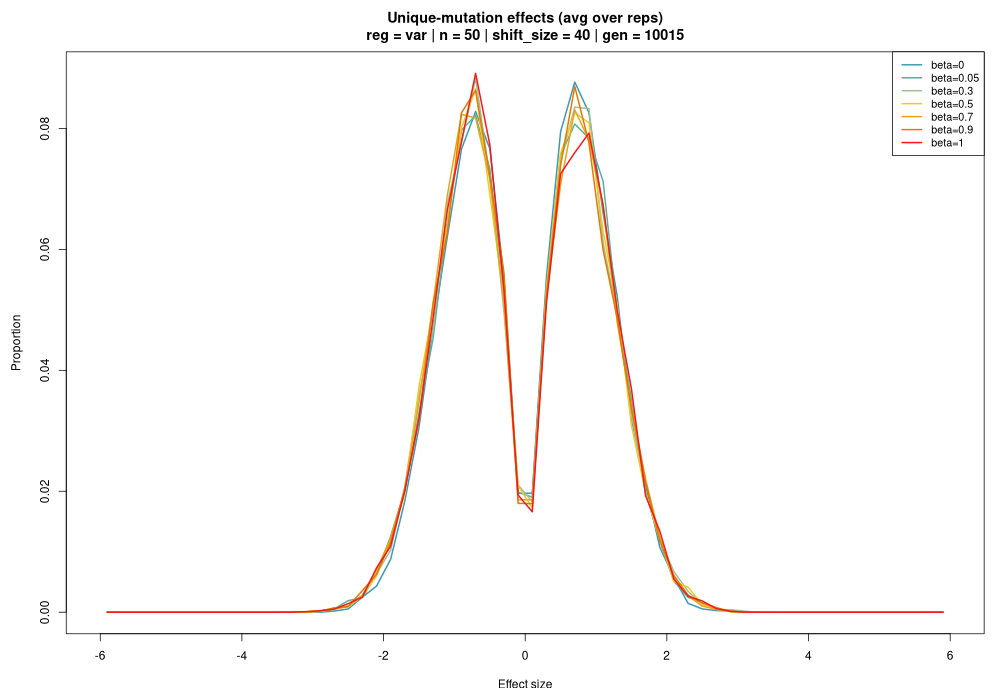 Unique-mutation effects (avg over reps)
reg = var | n = 50 | shift_size = 40 | gen = 10015
beta=0
beta=0.05
beta=0.3
beta=0.5
beta=0.7
beta=0.9
beta=1
Proportion
0.08
0.06
0.04
0.02
0.00
-6 -4 -2 0 2 4 6
Effect size